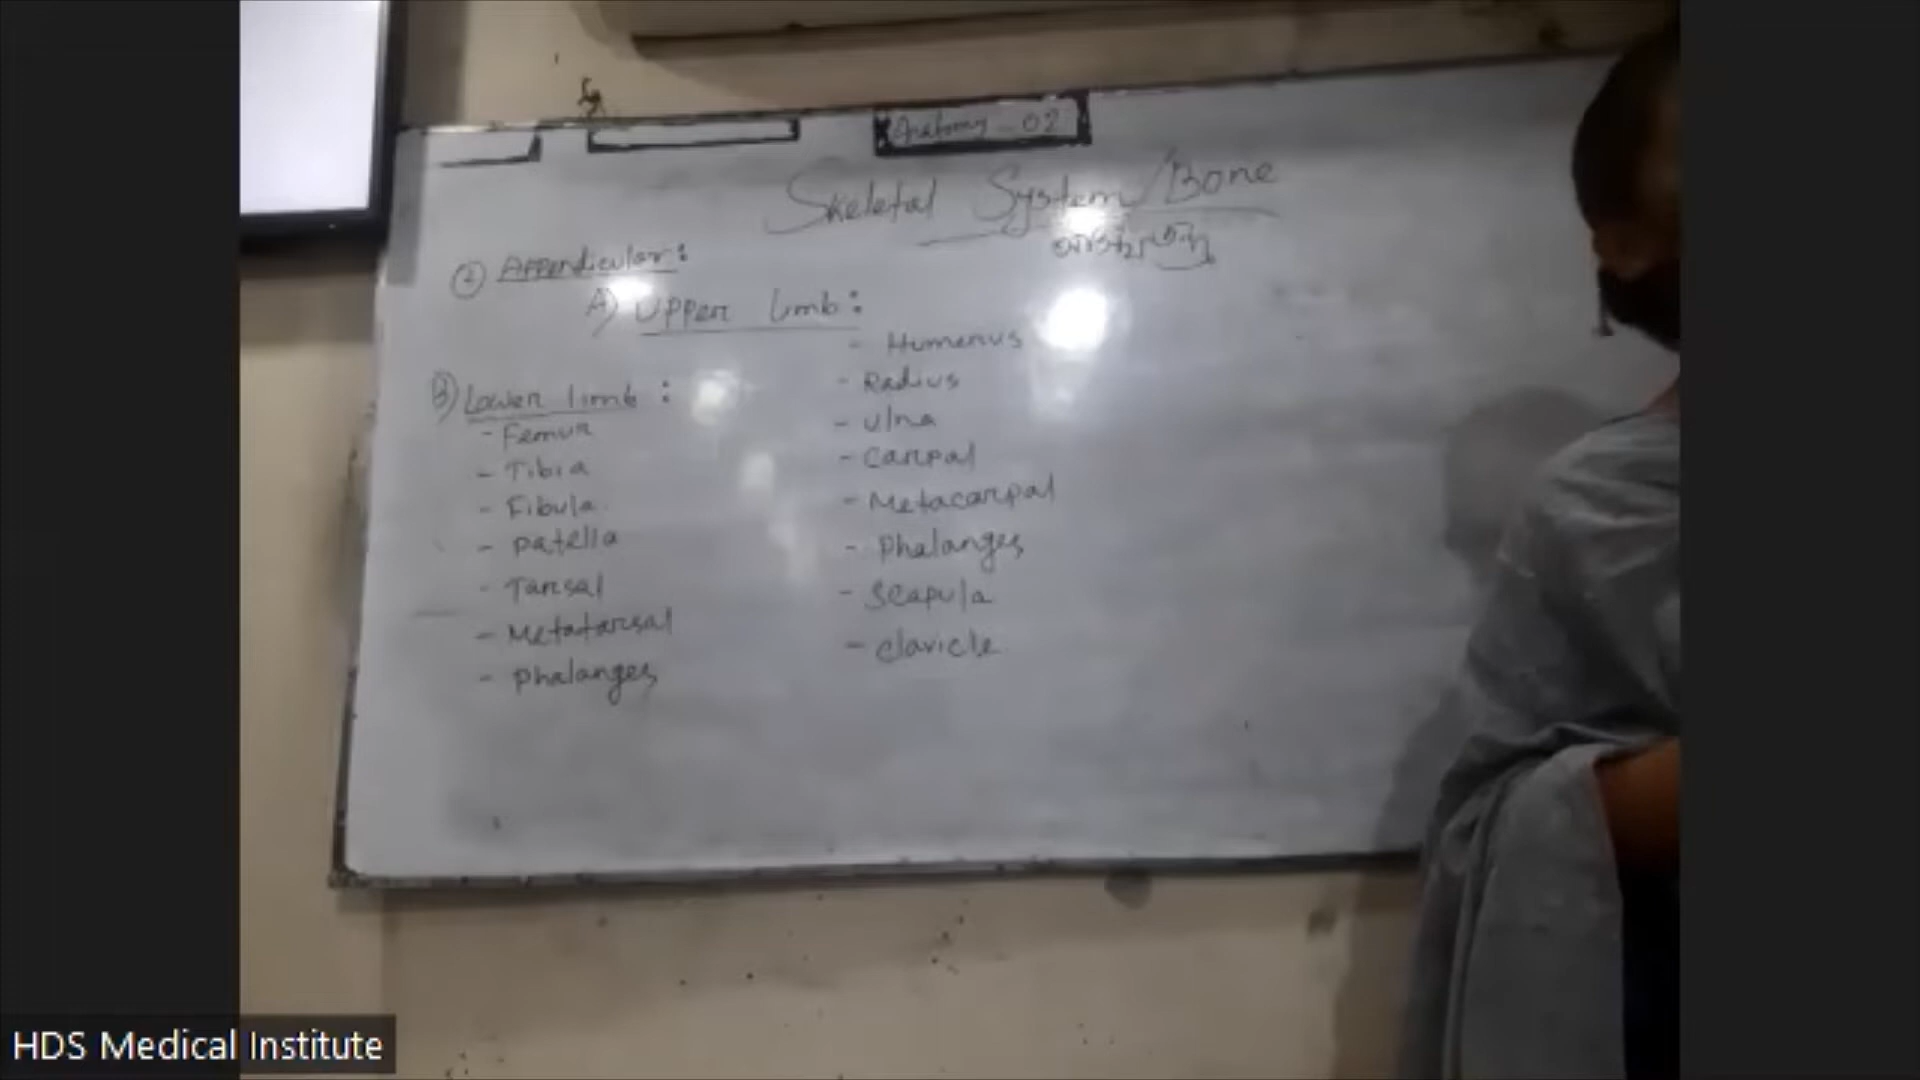 Anatomy - 02
Skeletal System/Bone
② Appendicular:
A) Upper limb:
- Humerus
- Radius
- Ulna
- Carpal
- Metacarpal
- Phalanges
- Scapula
- Clavicle
B) Lower limb:
- Femur
- Tibia
- Fibula
- Patella
- Tarsal
- Metatarsal
- Phalanges
HDS Medical Institute